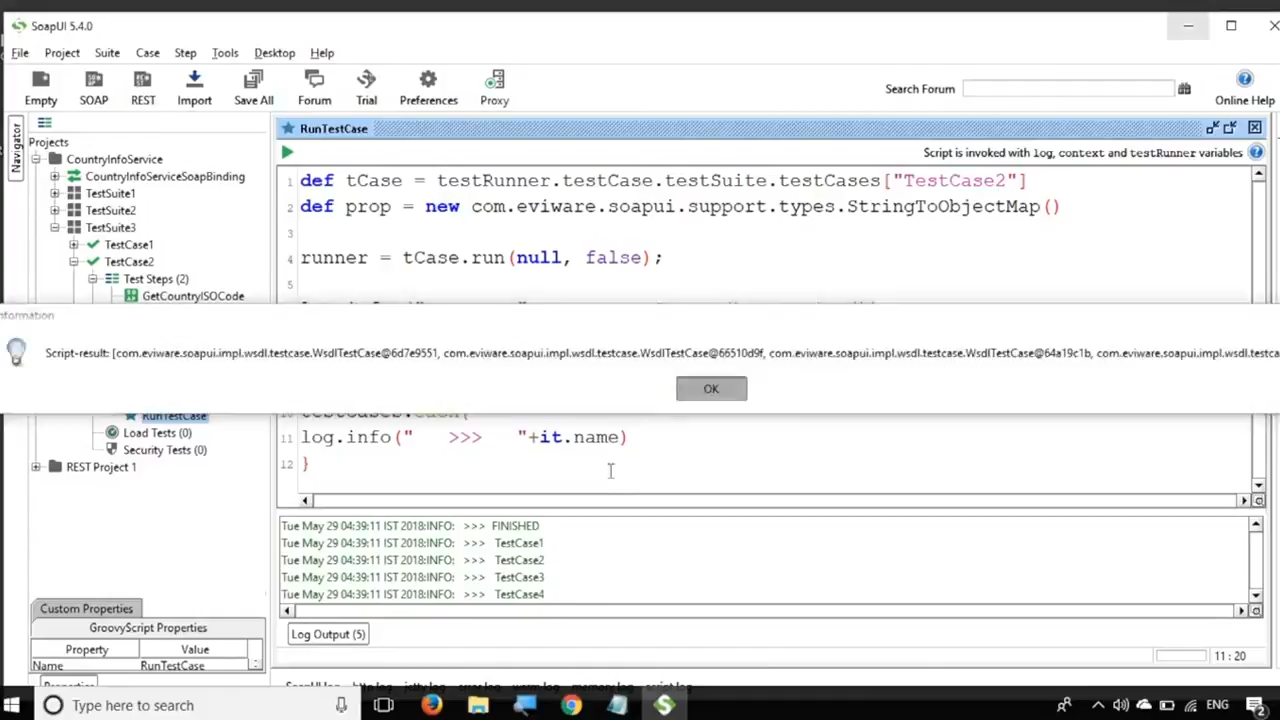 SoapUI 5.4.0
File Project Suite Case Step Tools Desktop Help
Empty SOAP REST Import Save All Forum Trial Preferences Proxy
Search Forum
Online Help
Navigator
Projects
CountryInfoService
CountryInfoServiceSoapBinding
TestSuite1
TestSuite2
TestSuite3
TestCase1
TestCase2
Test Steps (2)
GetCountryISOCode
RunTestCase
Script is invoked with log, context and testRunner variables
1 def tCase = testRunner.testCase.testSuite.testCases["TestCase2"]
2 def prop = new com.eviware.soapui.support.types.StringToObjectMap()
3
4 runner = tCase.run(null, false);
5
nformation
Script-result: [com.eviware.soapui.impl.wsdl.testcase.WsdlTestCase@6d7e9551, com.eviware.soapui.impl.wsdl.testcase.WsdlTestCase@66510d9f, com.eviware.soapui.impl.wsdl.testcase.WsdlTestCase@64a19c1b, com.eviware.soapui.impl.wsdl.testca
OK
RunTestCase
Load Tests (0)
Security Tests (0)
REST Project 1
11 log.info(" >>> "+it.name)
12 }
Tue May 29 04:39:11 IST 2018:INFO: >>> FINISHED
Tue May 29 04:39:11 IST 2018:INFO: >>> TestCase1
Tue May 29 04:39:11 IST 2018:INFO: >>> TestCase2
Tue May 29 04:39:11 IST 2018:INFO: >>> TestCase3
Tue May 29 04:39:11 IST 2018:INFO: >>> TestCase4
Log Output (5)
11 : 20
Custom Properties
GroovyScript Properties
Property Value
Name RunTestCase
Type here to search
ENG
2